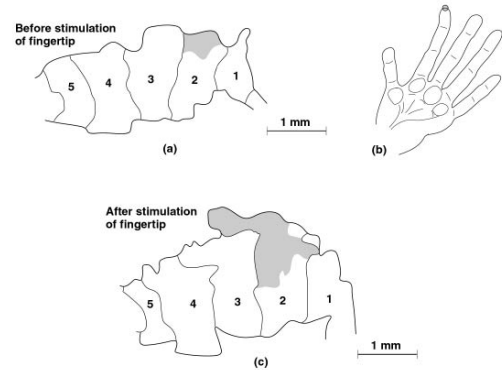 Before stimulation
of fingertip
5
4
3
2
1
1 mm
(a)
(b)
After stimulation
of fingertip
5
4
3
2
1
1 mm
(c)